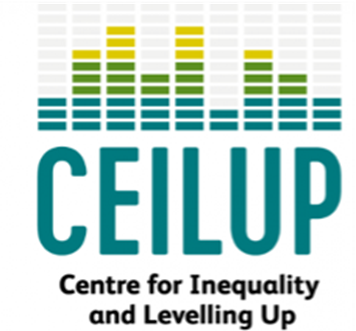 CEILUP
Centre for Inequality
and Levelling Up